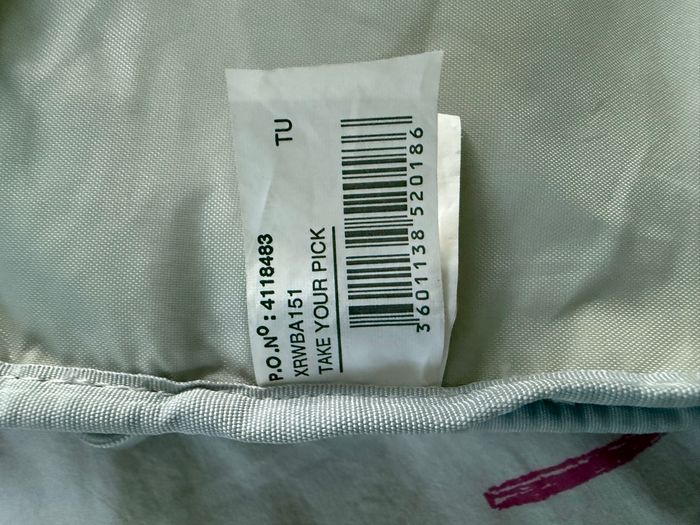 P.O.Nº: 4118483
XRWBA151 TU
TAKE YOUR PICK
3601138520186